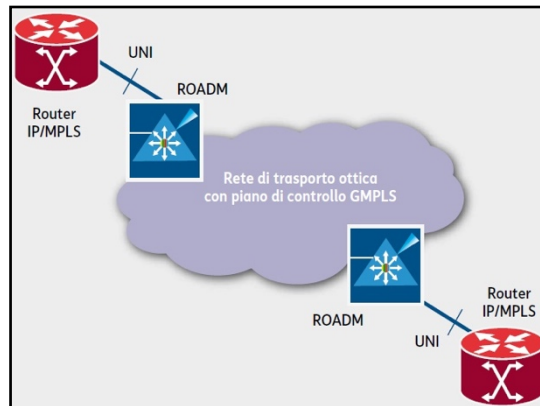 UNI
ROADM
Router
IP/MPLS
Rete di trasporto ottica
con piano di controllo GMPLS
Router
IP/MPLS
ROADM
UNI